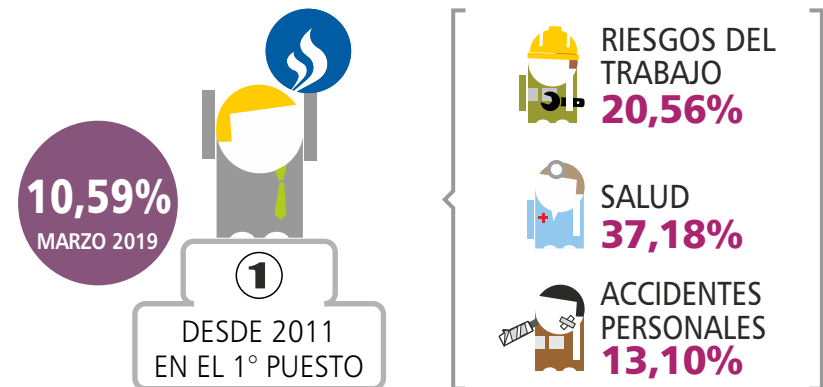 10,59%
MARZO 2019
1
DESDE 2011
EN EL 1° PUESTO
RIESGOS DEL
TRABAJO
20,56%
SALUD
37,18%
ACCIDENTES
PERSONALES
13,10%